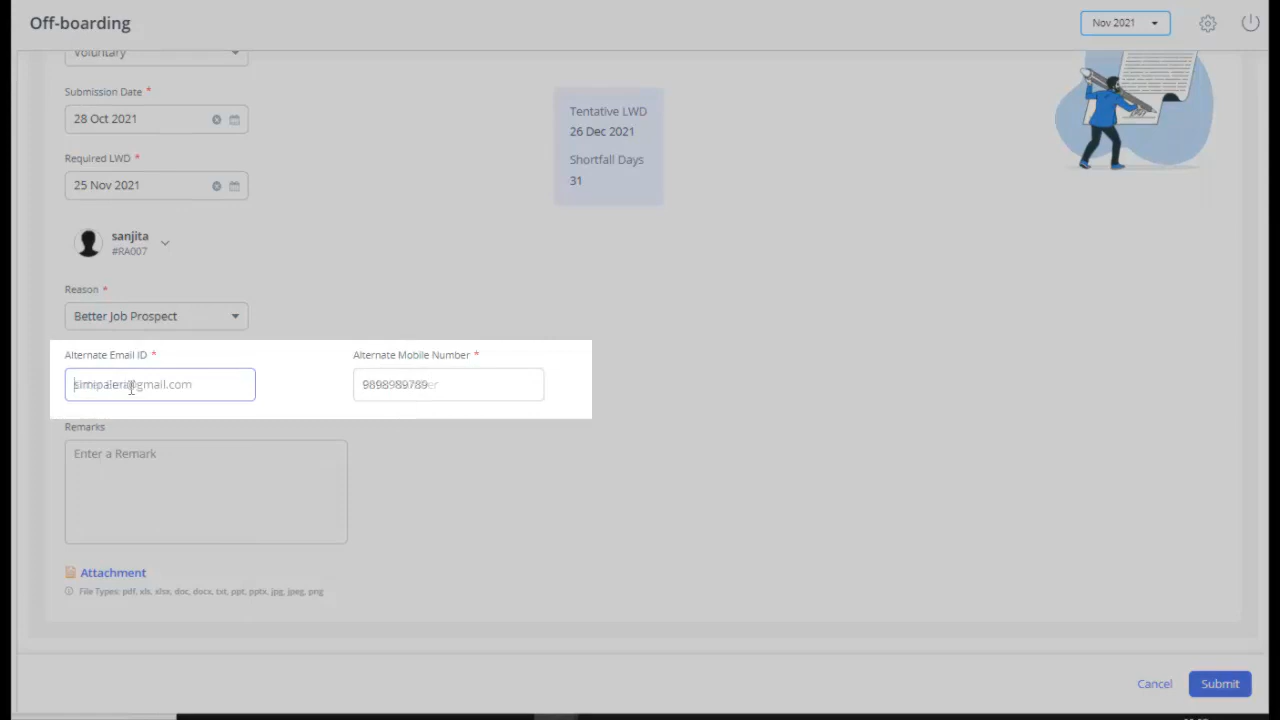 Off-boarding
Nov 2021
Voluntary
Submission Date *
28 Oct 2021
Tentative LWD
26 Dec 2021
Shortfall Days
31
Required LWD *
25 Nov 2021
sanjita
#RA007
Reason *
Better Job Prospect
Alternate Email ID *
Alternate Mobile Number *
9898989789
Remarks
Enter a Remark
Attachment
File Types: pdf, xls, xlsx, doc, docx, txt, ppt, pptx, jpg, jpeg, png
Cancel
Submit